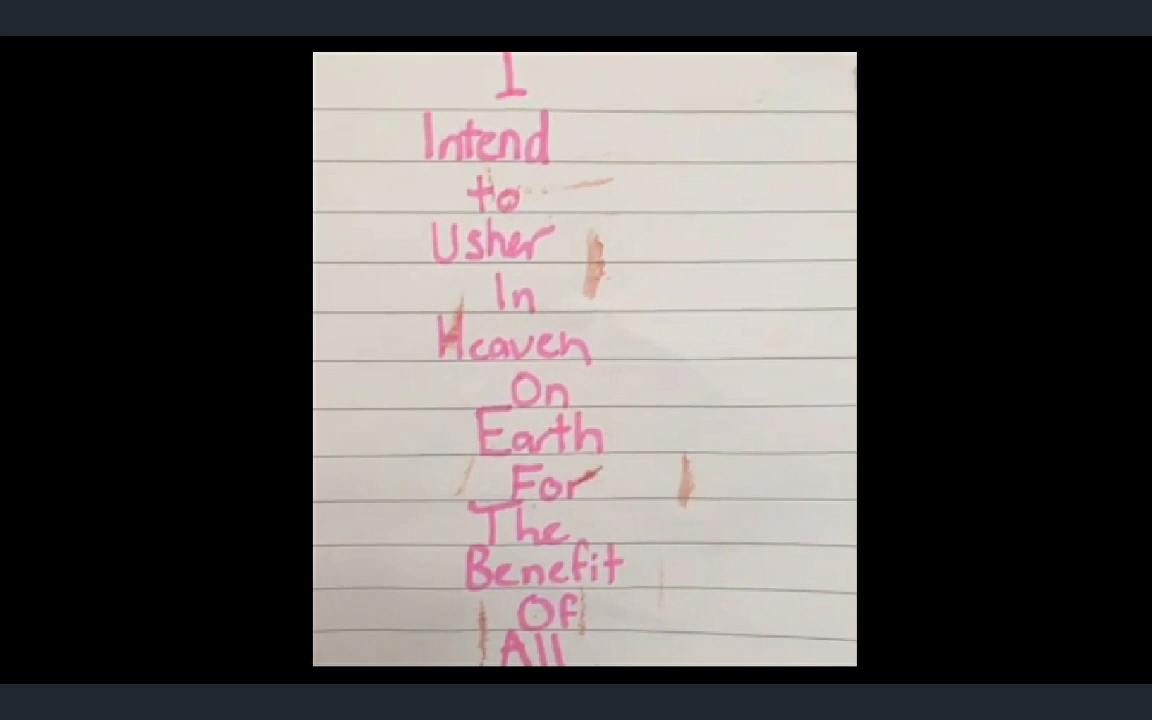 I
Intend
to
Usher
In
Heaven
On
Earth
For
The
Benefit
Of
All